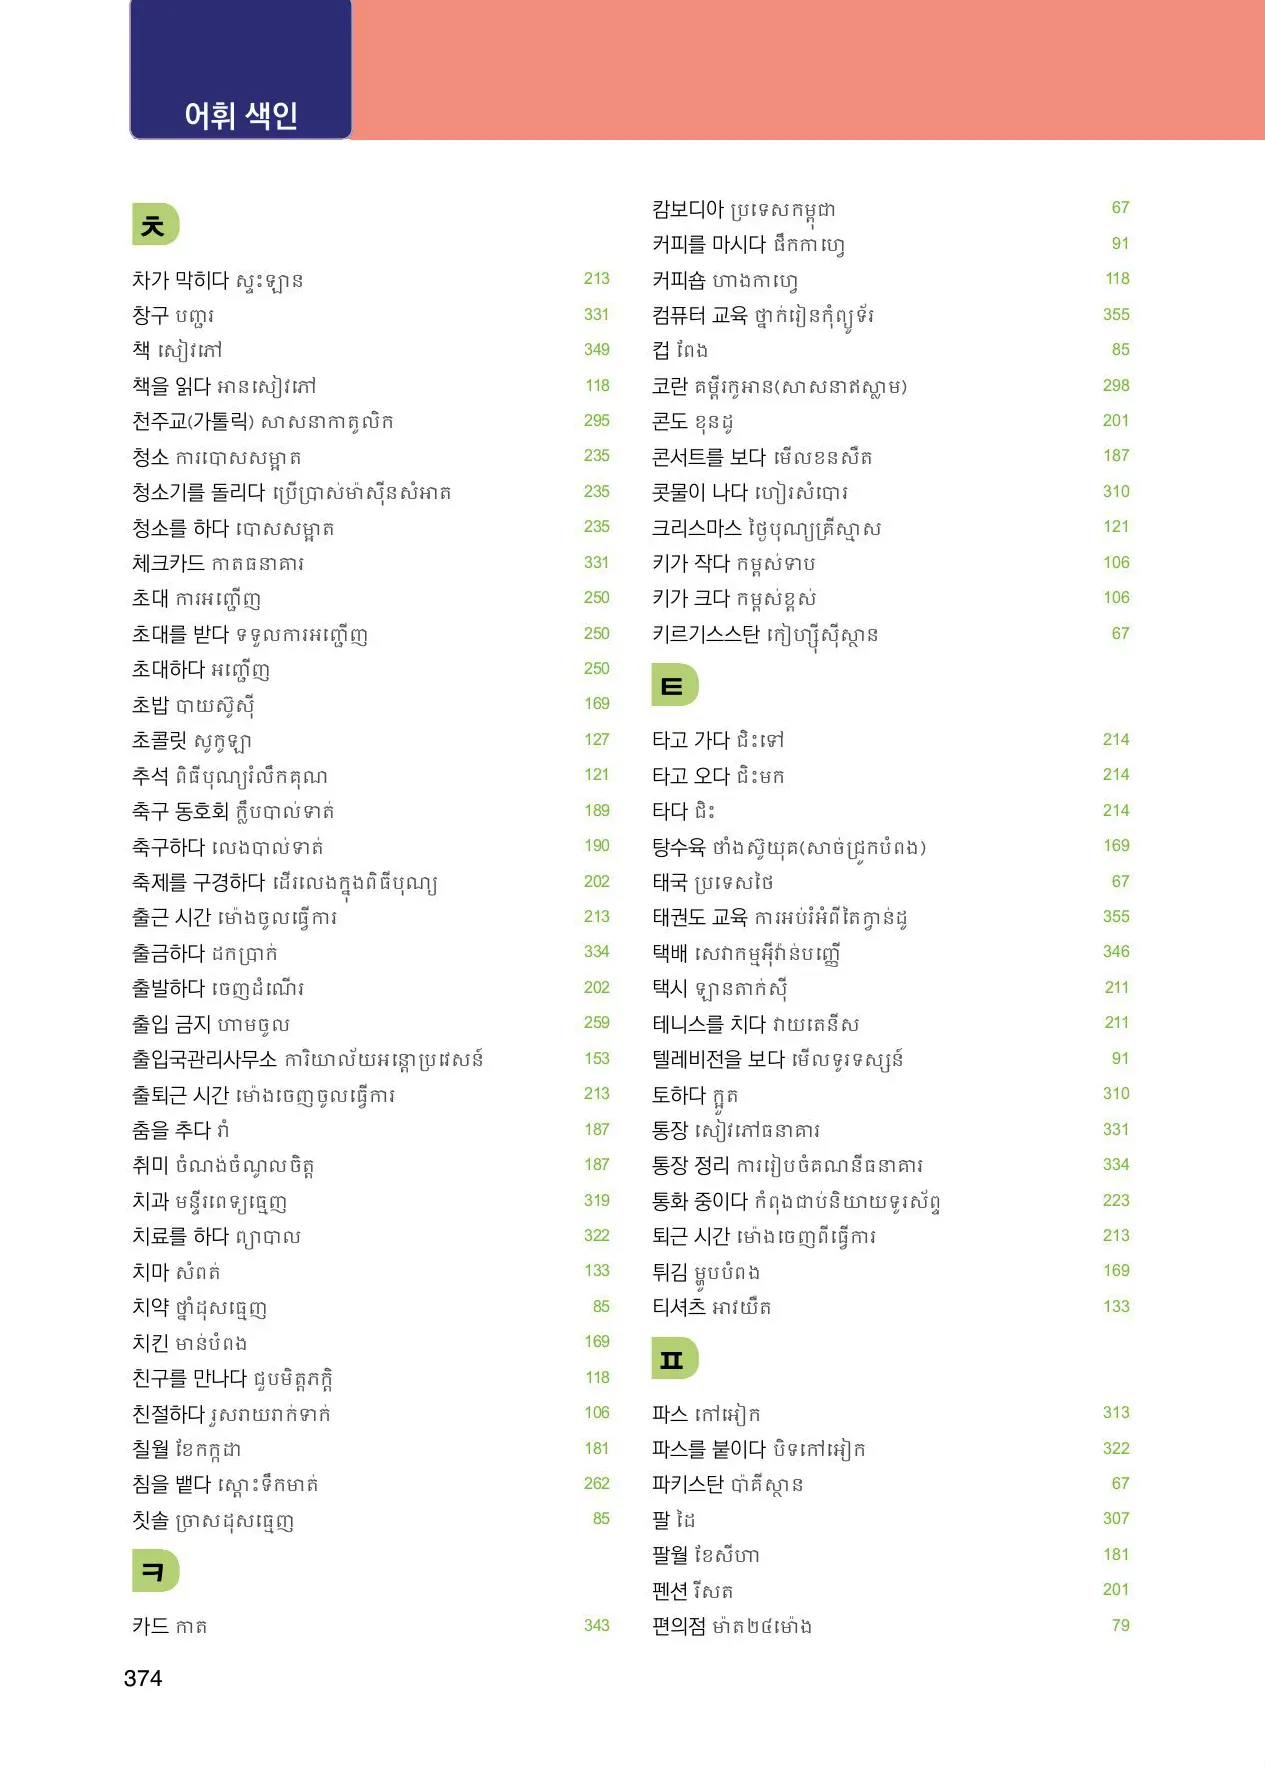 어휘 색인
ㅊ
차가 막히다 ស្ទះឡាន 213
창구 បញ្ជរ 331
책 សៀវភៅ 349
책을 읽다 អានសៀវភៅ 118
천주교(가톨릭) សាសនាកាតូលិក 295
청소 ការបោសសម្អាត 235
청소기를 돌리다 ប្រើប្រាស់ម៉ាស៊ីនសំអាត 235
청소를 하다 បោសសម្អាត 235
체크카드 កាតធនាគារ 331
초대 ការអញ្ជើញ 250
초대를 받다 ទទួលការអញ្ជើញ 250
초대하다 អញ្ជើញ 250
초밥 បាយស៊ូស៊ី 169
초콜릿 សូកូឡា 127
추석 ពិធីបុណ្យរំលឹកគុណ 121
축구 동호회 ក្លឹបបាល់ទាត់ 189
축구하다 លេងបាល់ទាត់ 190
축제를 구경하다 ដើរលេងក្នុងពិធីបុណ្យ 202
출근 시간 ម៉ោងចូលធ្វើការ 213
출금하다 ដកប្រាក់ 334
출발하다 ចេញដំណើរ 202
출입 금지 ហាមចូល 259
출입국관리사무소 ការិយាល័យអន្តោប្រវេសន៍ 153
출퇴근 시간 ម៉ោងចេញចូលធ្វើការ 213
춤을 추다 រាំ 187
취미 ចំណង់ចំណូលចិត្ត 187
치과 មន្ទីរពេទ្យធ្មេញ 319
치료를 하다 ព្យាបាល 322
치마 សំពត់ 133
치약 ថ្នាំដុសធ្មេញ 85
치킨 មាន់បំពង 169
친구를 만나다 ជួបមិត្តភក្តិ 118
친절하다 រួសរាយរាក់ទាក់ 106
칠월 ខែកក្កដា 181
침을 뱉다 ស្តោះទឹកមាត់ 262
칫솔 ច្រាសដុសធ្មេញ 85
ㅋ
카드 កាត 343
캄보디아 ប្រទេសកម្ពុជា 67
커피를 마시다 ផឹកកាហ្វេ 91
커피숍 ហាងកាហ្វេ 118
컴퓨터 교육 ថ្នាក់រៀនកុំព្យូទ័រ 355
컵 ពែង 85
코란 គម្ពីរកូអាន(សាសនាឥស្លាម) 298
콘도 ខុនដូ 201
콘서트를 보다 មើលខនសឺត 187
콧물이 나다 ហៀរសំបោរ 310
크리스마스 ថ្ងៃបុណ្យគ្រីស្មាស 121
키가 작다 កម្ពស់ទាប 106
키가 크다 កម្ពស់ខ្ពស់ 106
키르기스스탄 កៀហ្ស៊ីស៊ីស្ថាន 67
ㅌ
타고 가다 ជិះទៅ 214
타고 오다 ជិះមក 214
타다 ជិះ 214
탕수육 ថាំងស៊ូយុគ(សាច់ជ្រូកបំពង) 169
태국 ប្រទេសថៃ 67
태권도 교육 ការអប់រំអំពីតៃក្វាន់ដូ 355
택배 សេវាកម្មអ៊ីវ៉ាន់បញ្ញើ 346
택시 ឡានតាក់ស៊ី 211
테니스를 치다 វាយតេនីស 211
텔레비전을 보다 មើលទូរទស្សន៍ 91
토하다 ក្អួត 310
통장 សៀវភៅធនាគារ 331
통장 정리 ការរៀបចំគណនីធនាគារ 334
통화 중이다 កំពុងជាប់និយាយទូរស័ព្ទ 223
퇴근 시간 ម៉ោងចេញពីធ្វើការ 213
튀김 ម្ហូបបំពង 169
티셔츠 អាវយឺត 133
ㅍ
파스 កៅអៀក 313
파스를 붙이다 បិទកៅអៀក 322
파키스탄 ប៉ាគីស្ថាន 67
팔 ដៃ 307
팔월 ខែសីហា 181
펜션 រីសត 201
편의점 ម៉ាត២៤ម៉ោង 79
374